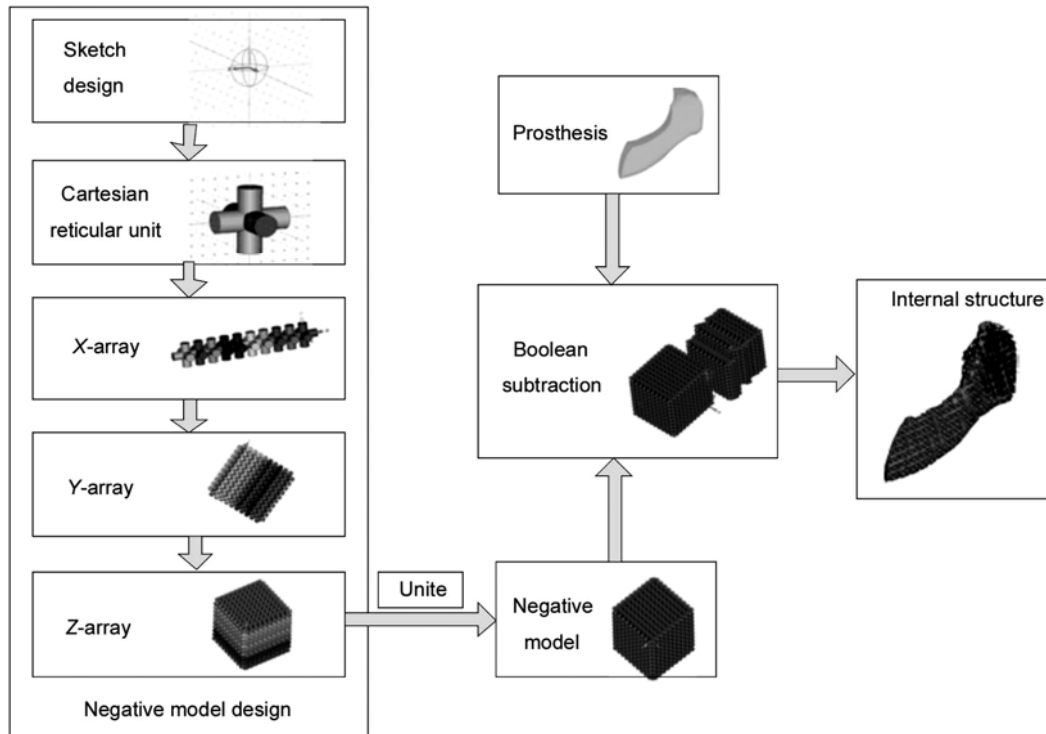 Sketch
design
Cartesian
reticular unit
X-array
Y-array
Z-array
Negative model design
Unite
Negative
model
Prosthesis
Boolean
subtraction
Internal structure